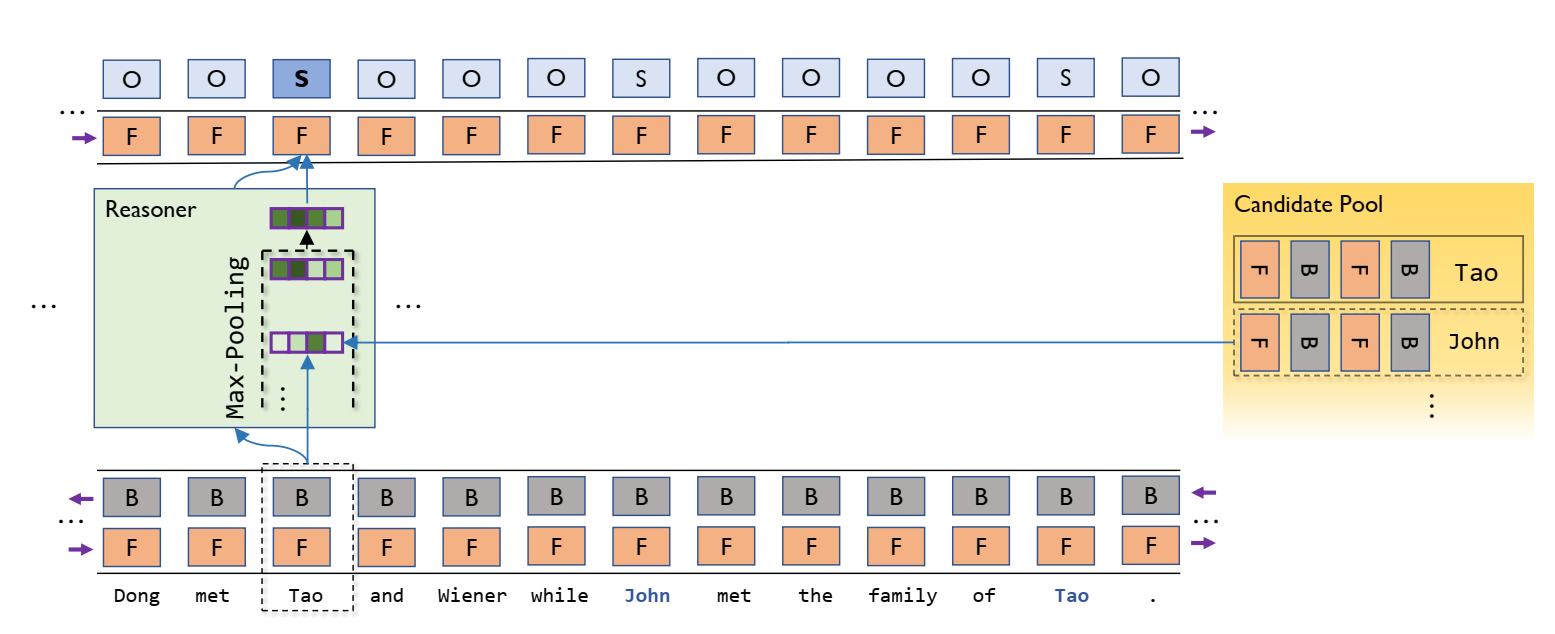 O O S O O O S O O O O S O
... ...
F F F F F F F F F F F F F
Reasoner
Max-Pooling
...
... ...
Candidate Pool
F B F B Tao
F B F B John
...
B B B B B B B B B B B B B
... ...
F F F F F F F F F F F F F
Dong met Tao and Wiener while John met the family of Tao .